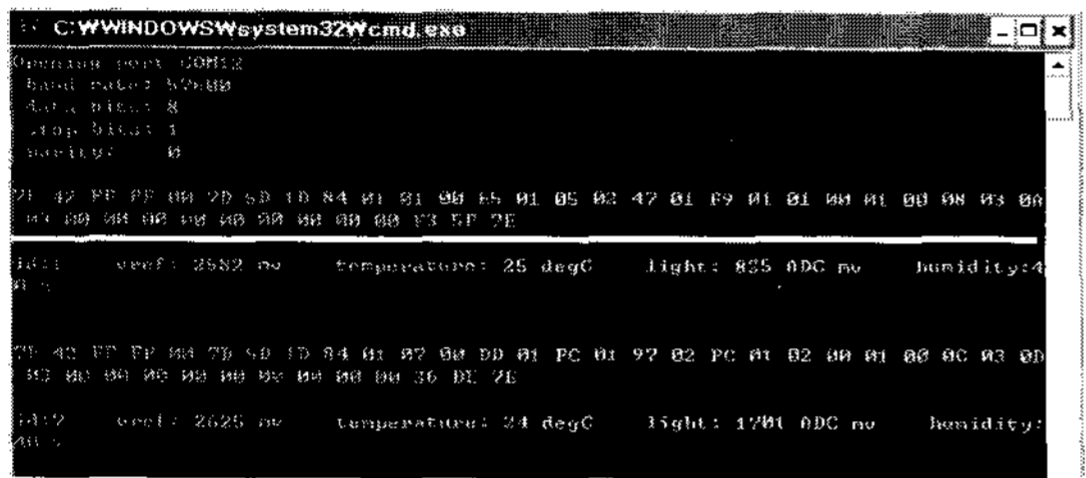 C:₩WINDOWS₩system32₩cmd.exe
Opening port COM12
baud rate: 57600
data bits: 8
stop bits: 1
parity: 0
7E 42 FF FF 00 7D 5D 1D 84 01 01 00 65 01 05 02 47 01 F9 01 01 00 01 00 08 03 0A
03 00 00 00 00 00 00 00 00 00 F3 5F 7E
id:1 vref: 2582 mv temperature: 25 degC light: 835 ADC mv humidity:4
0 %
7E 42 FF FF 00 7D 5D 1D 84 01 07 00 DD 01 FC 01 97 02 FC 01 02 00 01 00 0C 03 0D
03 00 00 00 00 00 00 00 00 00 36 DE 7E
vref: 2625 mv temperature: 24 degC light: 1701 ADC mv humidity:
40 %